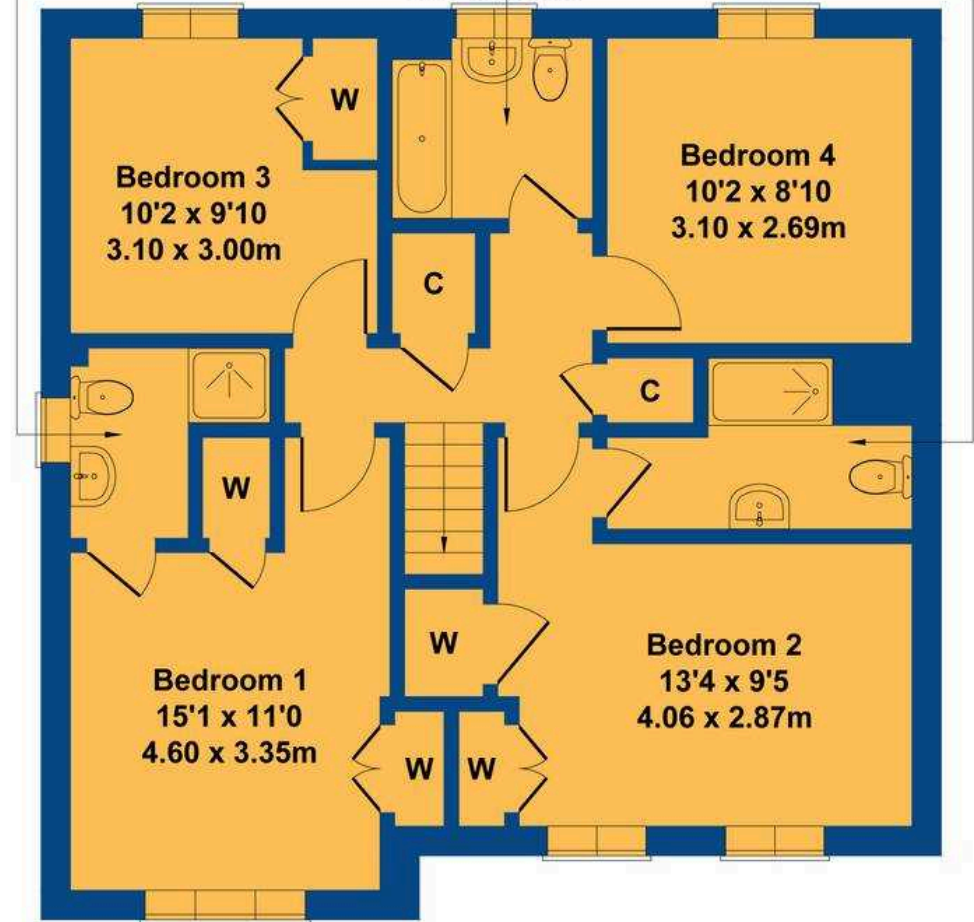 W
Bedroom 3
10'2 x 9'10
3.10 x 3.00m
Bedroom 4
10'2 x 8'10
3.10 x 2.69m
C
C
W
W
Bedroom 2
13'4 x 9'5
4.06 x 2.87m
Bedroom 1
15'1 x 11'0
4.60 x 3.35m
W
W